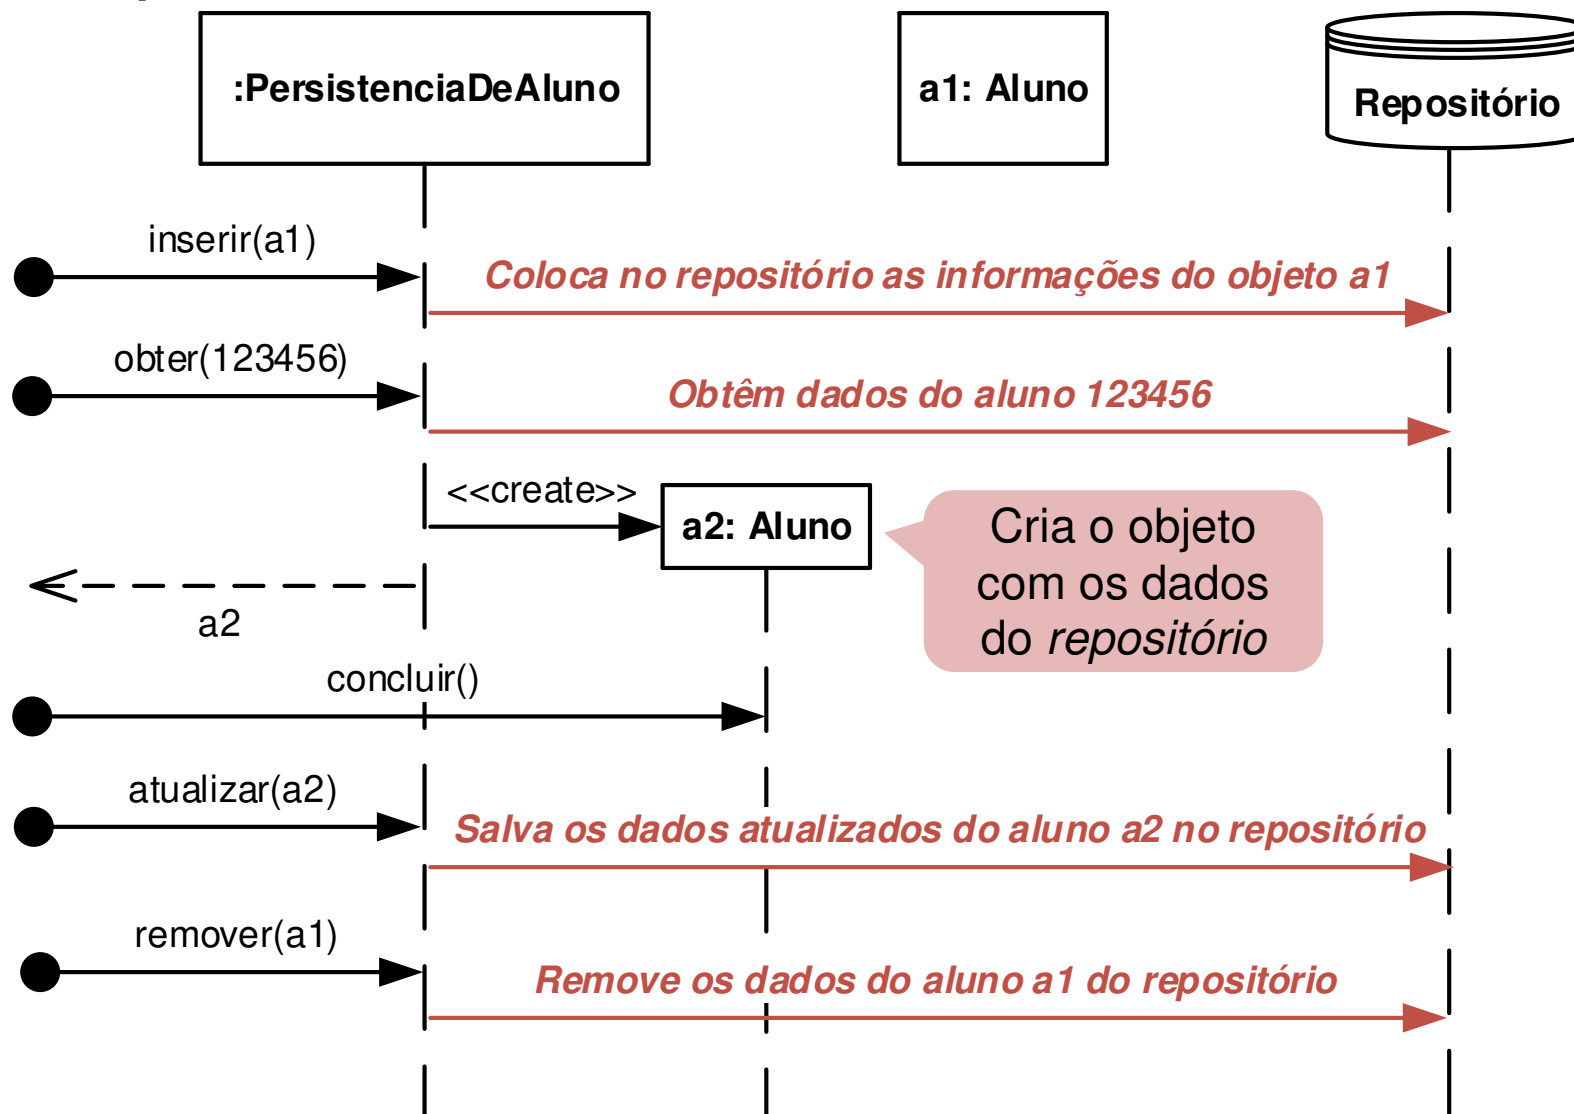 :PersistenciaDeAluno
a1: Aluno
Repositório
inserir(a1)
Coloca no repositório as informações do objeto a1
obter(123456)
Obtêm dados do aluno 123456
<<create>>
a2: Aluno
Cria o objeto
com os dados
do repositório
a2
concluir()
atualizar(a2)
Salva os dados atualizados do aluno a2 no repositório
remover(a1)
Remove os dados do aluno a1 do repositório